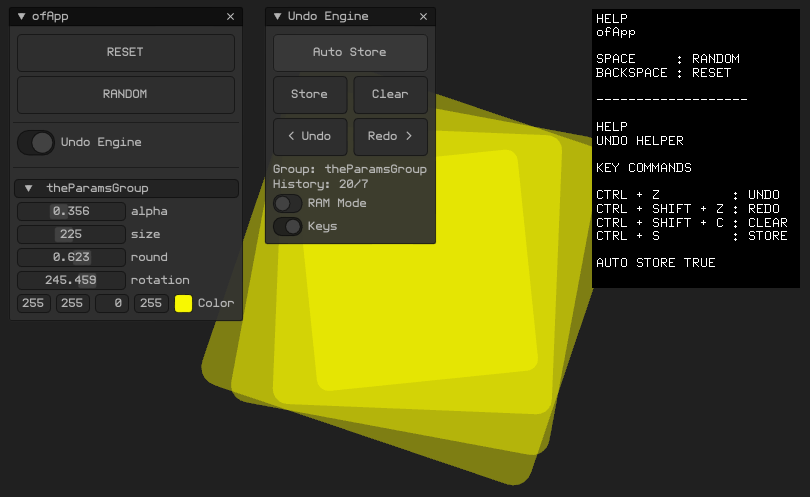 ▼ ofApp ✕
RESET
RANDOM
Undo Engine
▼ theParamsGroup
0.356 alpha
225 size
0.623 round
245.459 rotation
255 255 0 255 Color
▼ Undo Engine ✕
Auto Store
Store Clear
< Undo Redo >
Group: theParamsGroup
History: 20/7
RAM Mode
Keys
HELP
ofApp
SPACE : RANDOM
BACKSPACE : RESET
-------------------
HELP
UNDO HELPER
KEY COMMANDS
CTRL + Z : UNDO
CTRL + SHIFT + Z : REDO
CTRL + SHIFT + C : CLEAR
CTRL + S : STORE
AUTO STORE TRUE